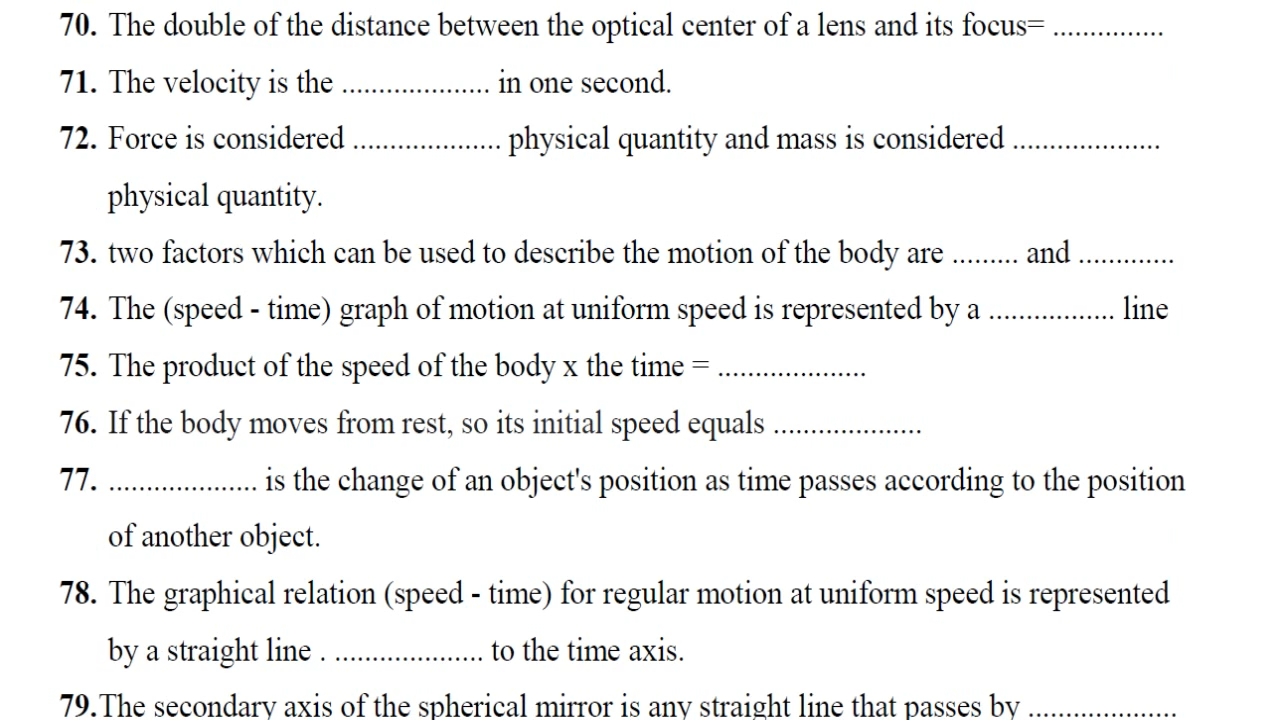 70. The double of the distance between the optical center of a lens and its focus= ...............
71. The velocity is the .................... in one second.
72. Force is considered .................... physical quantity and mass is considered ....................
physical quantity.
73. two factors which can be used to describe the motion of the body are ......... and .............
74. The (speed - time) graph of motion at uniform speed is represented by a ................. line
75. The product of the speed of the body x the time = ....................
76. If the body moves from rest, so its initial speed equals ....................
77. .................... is the change of an object's position as time passes according to the position
of another object.
78. The graphical relation (speed - time) for regular motion at uniform speed is represented
by a straight line . .................... to the time axis.
79.The secondary axis of the spherical mirror is any straight line that passes by ....................